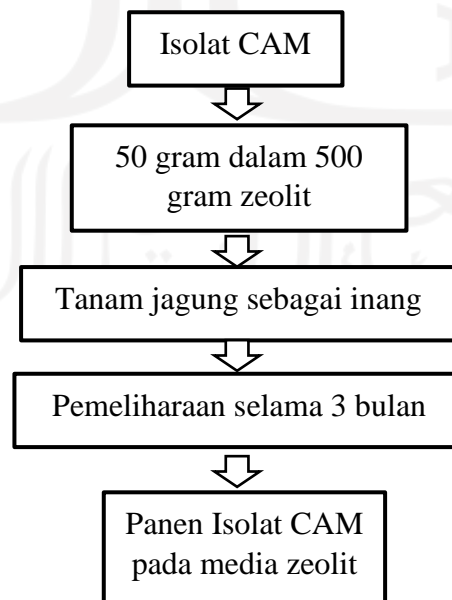 Isolat CAM
50 gram dalam 500
gram zeolit
Tanam jagung sebagai inang
Pemeliharaan selama 3 bulan
Panen Isolat CAM
pada media zeolit